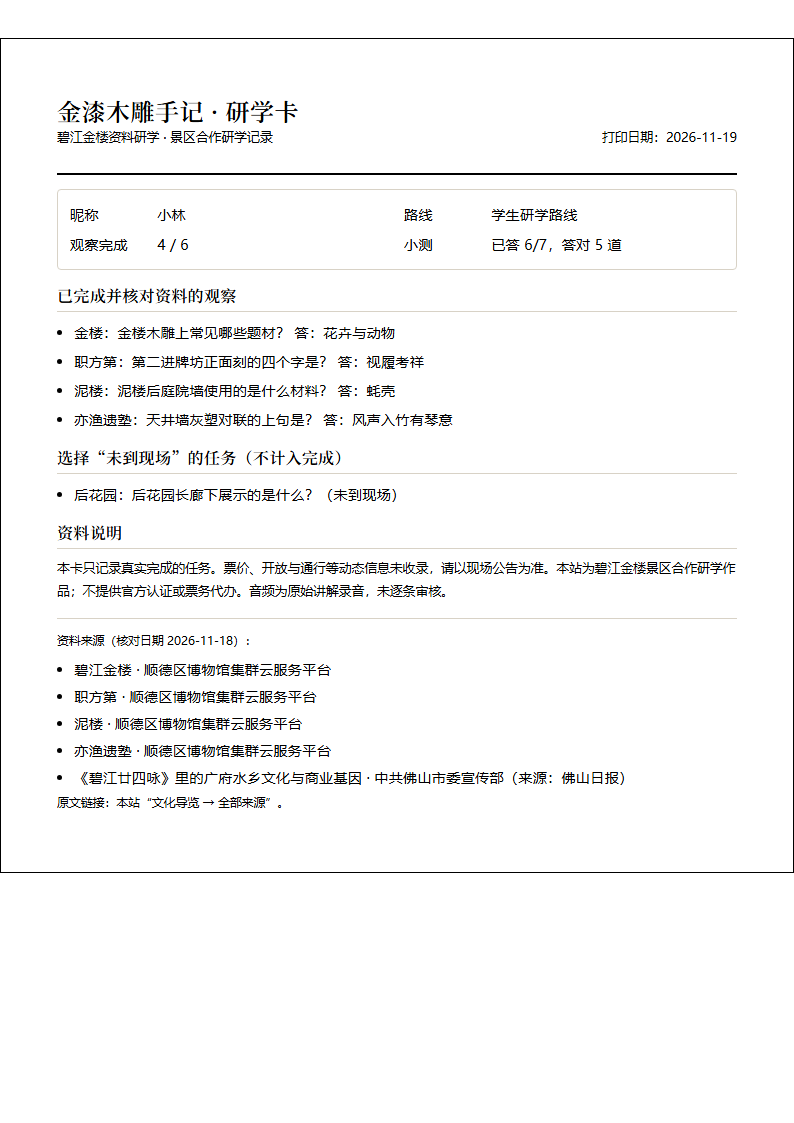 金漆木雕手记 · 研学卡
碧江金楼资料研学 · 景区合作研学记录
打印日期：2026-11-19
昵称 小林 路线 学生研学路线
观察完成 4 / 6 小测 已答 6/7，答对 5 道
已完成并核对资料的观察
• 金楼：金楼木雕上常见哪些题材？ 答：花卉与动物
• 职方第：第二进牌坊正面刻的四个字是？ 答：视履考祥
• 泥楼：泥楼后庭院墙使用的是什么材料？ 答：蚝壳
• 亦渔遗塾：天井墙灰塑对联的上句是？ 答：风声入竹有琴意
选择“未到现场”的任务（不计入完成）
• 后花园：后花园长廊下展示的是什么？（未到现场）
资料说明
本卡只记录真实完成的任务。票价、开放与通行等动态信息未收录，请以现场公告为准。本站为碧江金楼景区合作研学作
品；不提供官方认证或票务代办。音频为原始讲解录音，未逐条审核。
资料来源（核对日期 2026-11-18）：
• 碧江金楼 · 顺德区博物馆集群云服务平台
• 职方第 · 顺德区博物馆集群云服务平台
• 泥楼 · 顺德区博物馆集群云服务平台
• 亦渔遗塾 · 顺德区博物馆集群云服务平台
• 《碧江廿四咏》里的广府水乡文化与商业基因 · 中共佛山市委宣传部（来源：佛山日报）
原文链接：本站“文化导览 → 全部来源”。